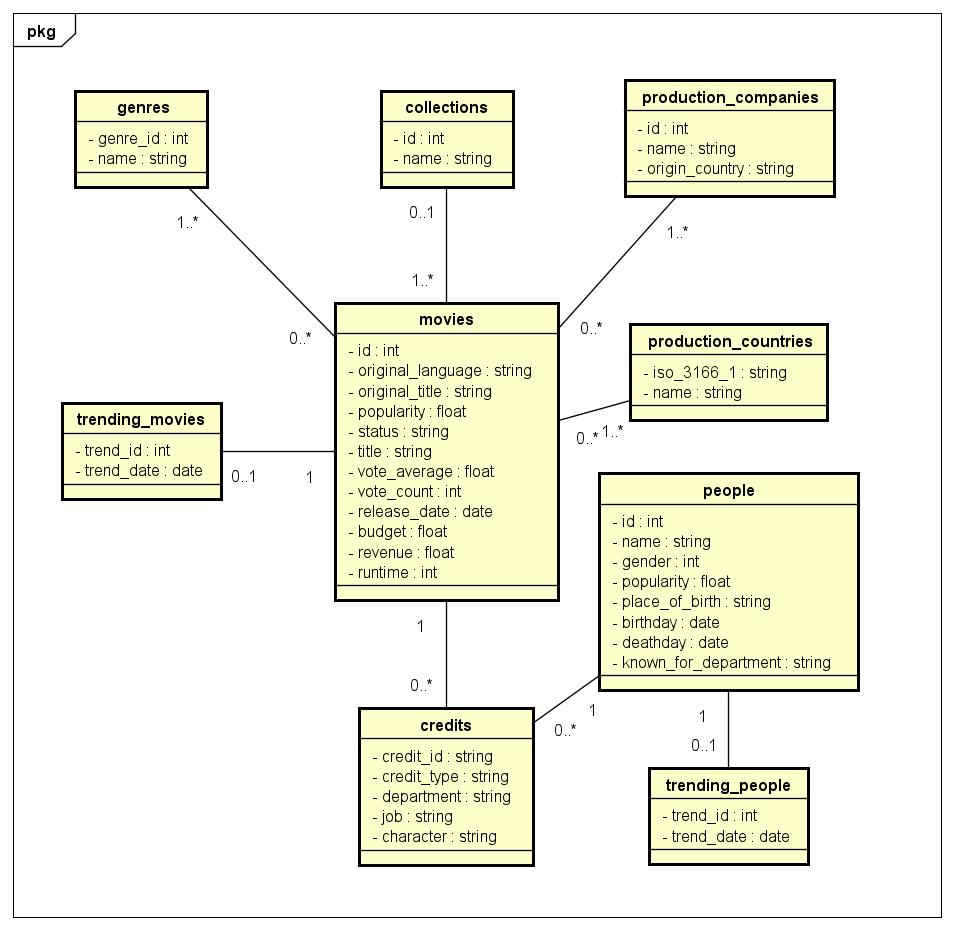 pkg
genres
- genre_id : int
- name : string
collections
- id : int
- name : string
production_companies
- id : int
- name : string
- origin_country : string
1..*
0..1
1..*
1..*
0..*
0..*
movies
- id : int
- original_language : string
- original_title : string
- popularity : float
- status : string
- title : string
- vote_average : float
- vote_count : int
- release_date : date
- budget : float
- revenue : float
- runtime : int
production_countries
- iso_3166_1 : string
- name : string
0..*
1..*
trending_movies
- trend_id : int
- trend_date : date
0..1
1
people
- id : int
- name : string
- gender : int
- popularity : float
- place_of_birth : string
- birthday : date
- deathday : date
- known_for_department : string
1
0..*
1
0..*
1
0..1
credits
- credit_id : string
- credit_type : string
- department : string
- job : string
- character : string
trending_people
- trend_id : int
- trend_date : date